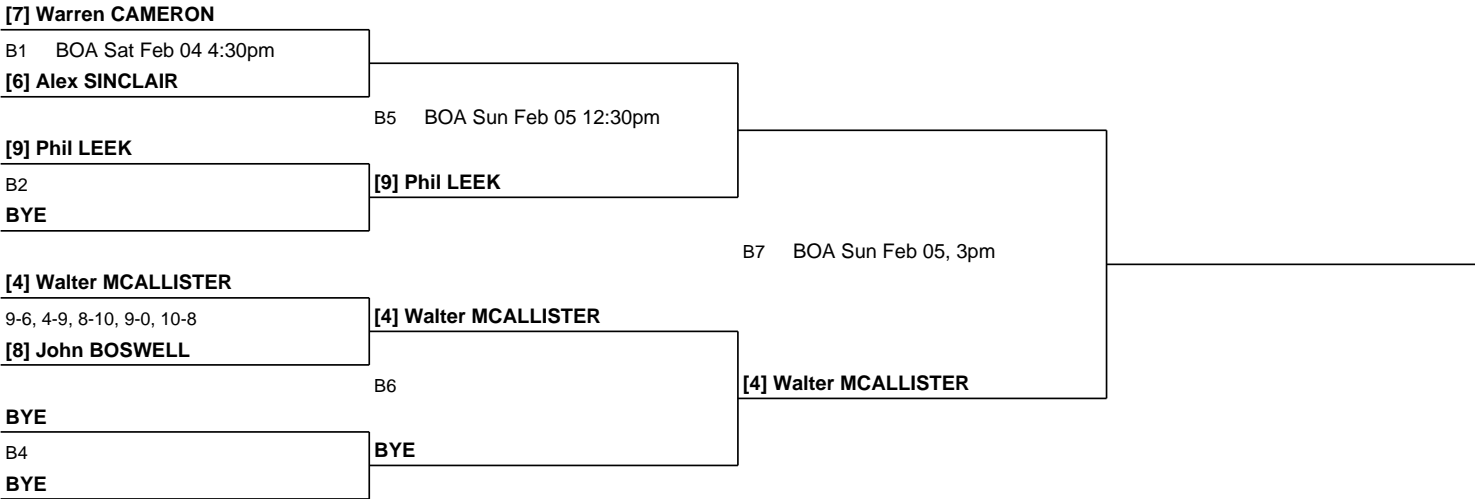 [7] Warren CAMERON
B1 BOA Sat Feb 04 4:30pm
[6] Alex SINCLAIR
B5 BOA Sun Feb 05 12:30pm
[9] Phil LEEK
B2
[9] Phil LEEK
BYE
B7 BOA Sun Feb 05, 3pm
[4] Walter MCALLISTER
9-6, 4-9, 8-10, 9-0, 10-8
[4] Walter MCALLISTER
[8] John BOSWELL
B6
[4] Walter MCALLISTER
BYE
B4
BYE
BYE